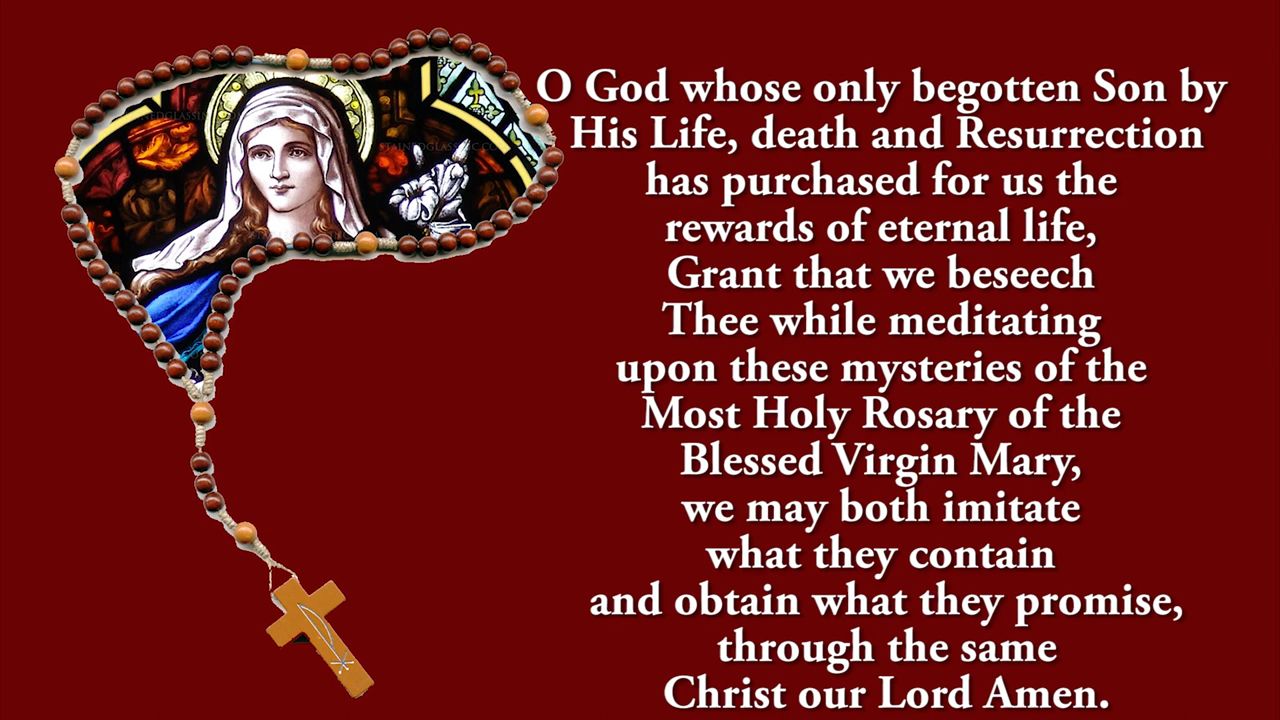 O God whose only begotten Son by
His Life, death and Resurrection
has purchased for us the
rewards of eternal life,
Grant that we beseech
Thee while meditating
upon these mysteries of the
Most Holy Rosary of the
Blessed Virgin Mary,
we may both imitate
what they contain
and obtain what they promise,
through the same
Christ our Lord Amen.